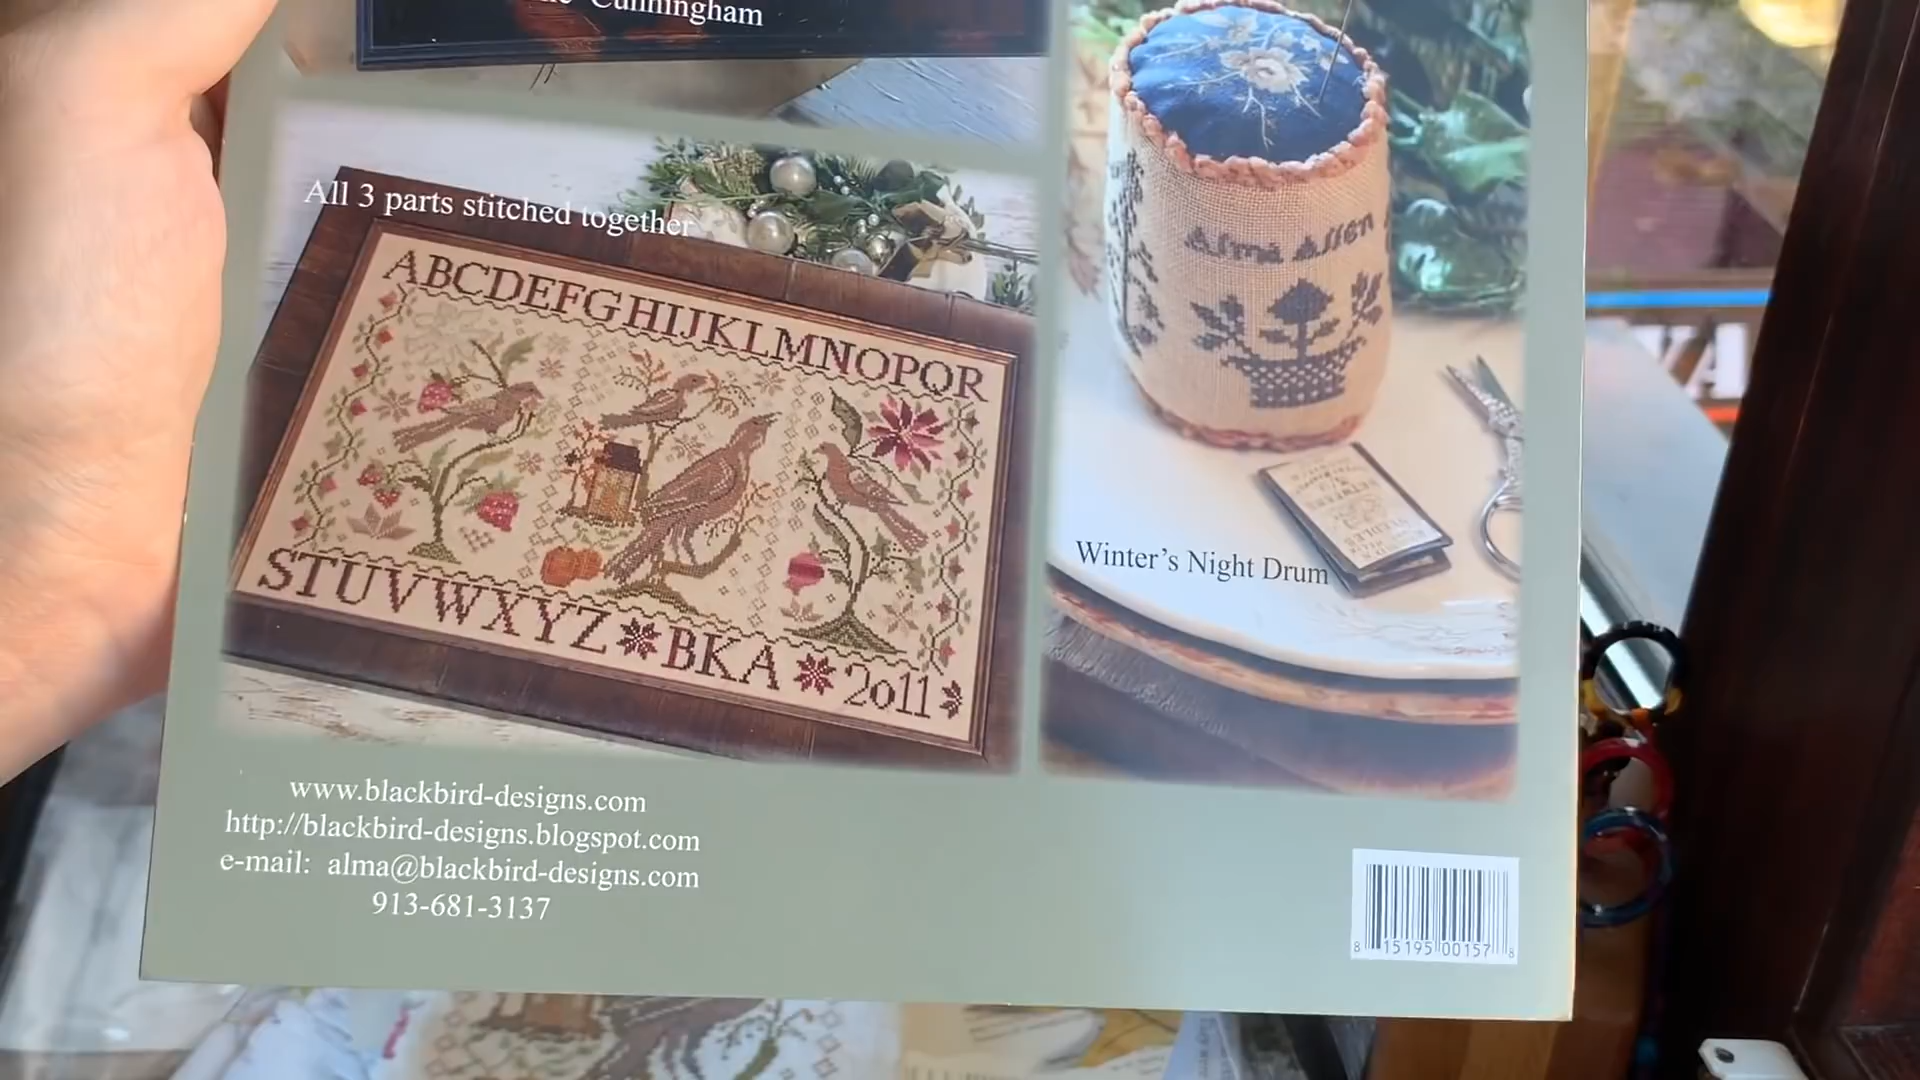 Cunningham
All 3 parts stitched together
ABCDEFGHIJKLMNOPQR
STUVWXYZ BKA 2011
Alma Allen
Winter's Night Drum
www.blackbird-designs.com
http://blackbird-designs.blogspot.com
e-mail: alma@blackbird-designs.com
913-681-3137
8 15195 00157 8